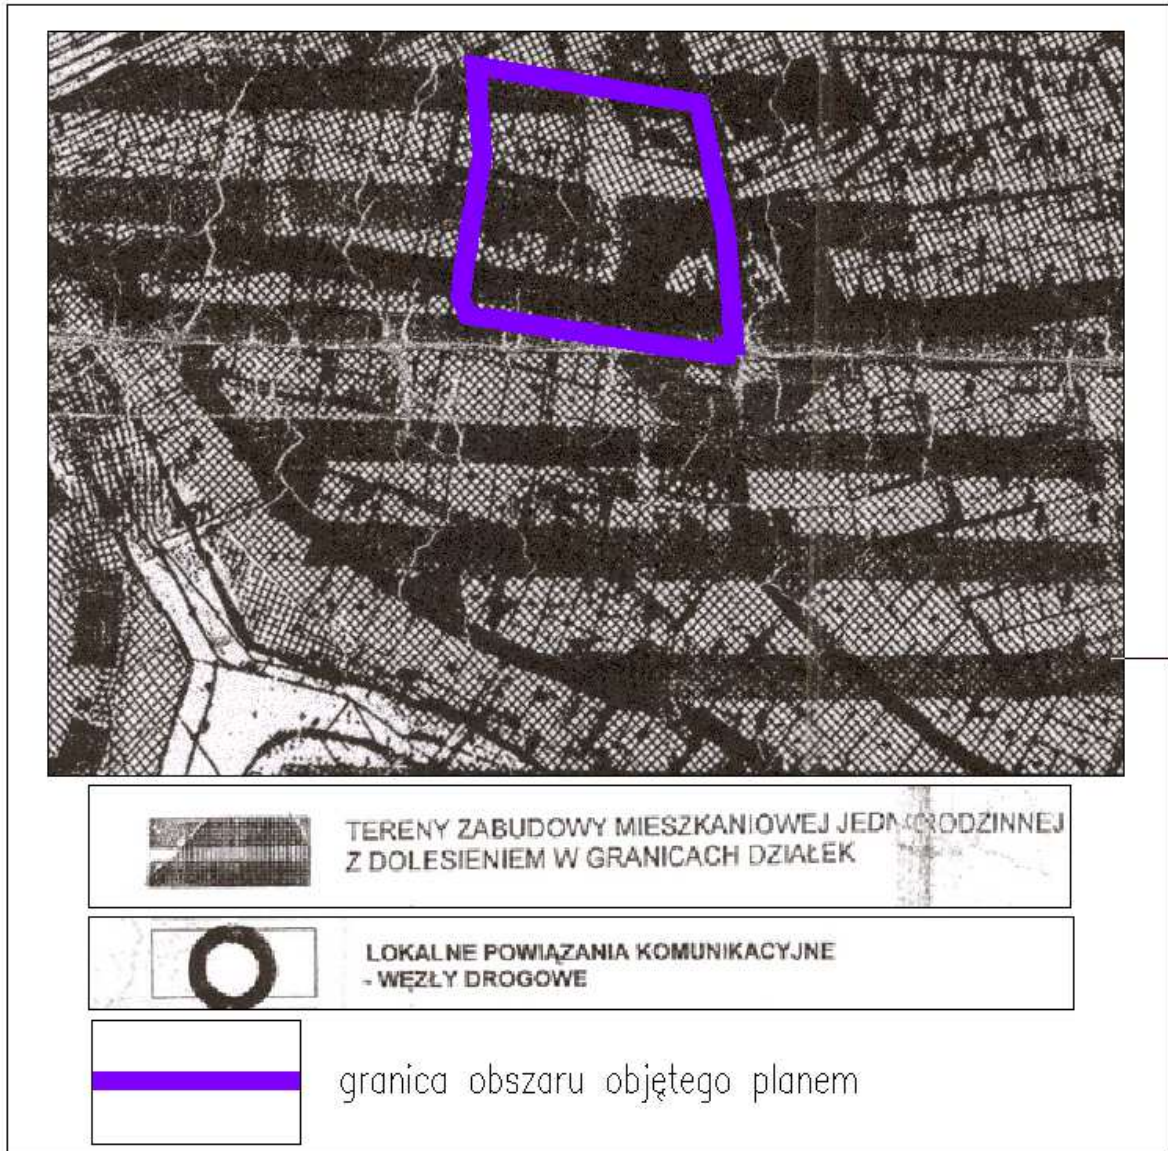 TERENY ZABUDOWY MIESZKANIOWEJ JEDNORODZINNEJ
Z DOLESIENIEM W GRANICACH DZIAŁEK
LOKALNE POWIĄZANIA KOMUNIKACYJNE
- WĘZŁY DROGOWE
granica obszaru objętego planem